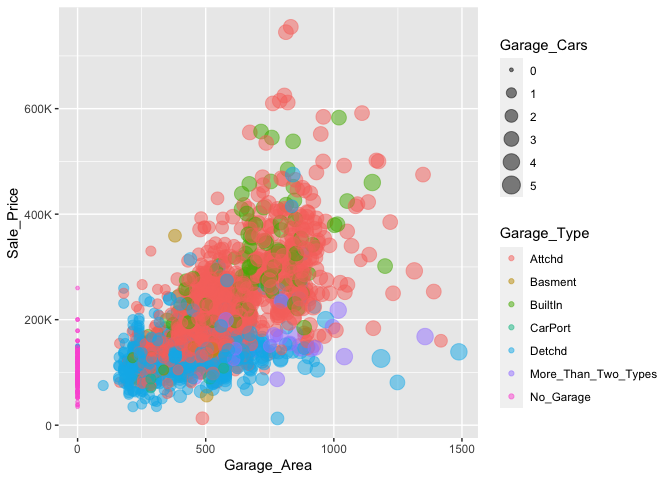 600K
400K
200K
0
Sale_Price
0
500
1000
1500
Garage_Area
Garage_Cars
0
1
2
3
4
5
Garage_Type
Attchd
Basment
BuiltIn
CarPort
Detchd
More_Than_Two_Types
No_Garage